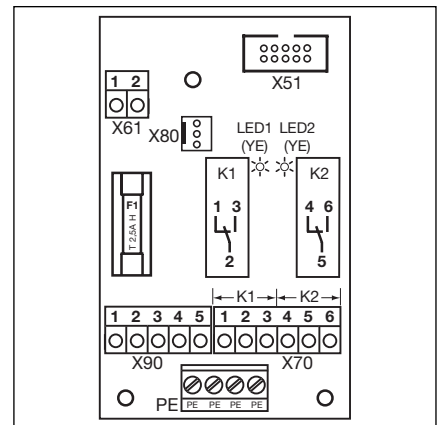 X51
1 2
X61
X80
LED1 LED2
(YE) (YE)
K1 K2
1 3
2
4 6
5
F1
T 2,5A H
K1 K2
1 2 3 4 5
1 2 3 4 5 6
X90 X70
PE
PE PE PE PE